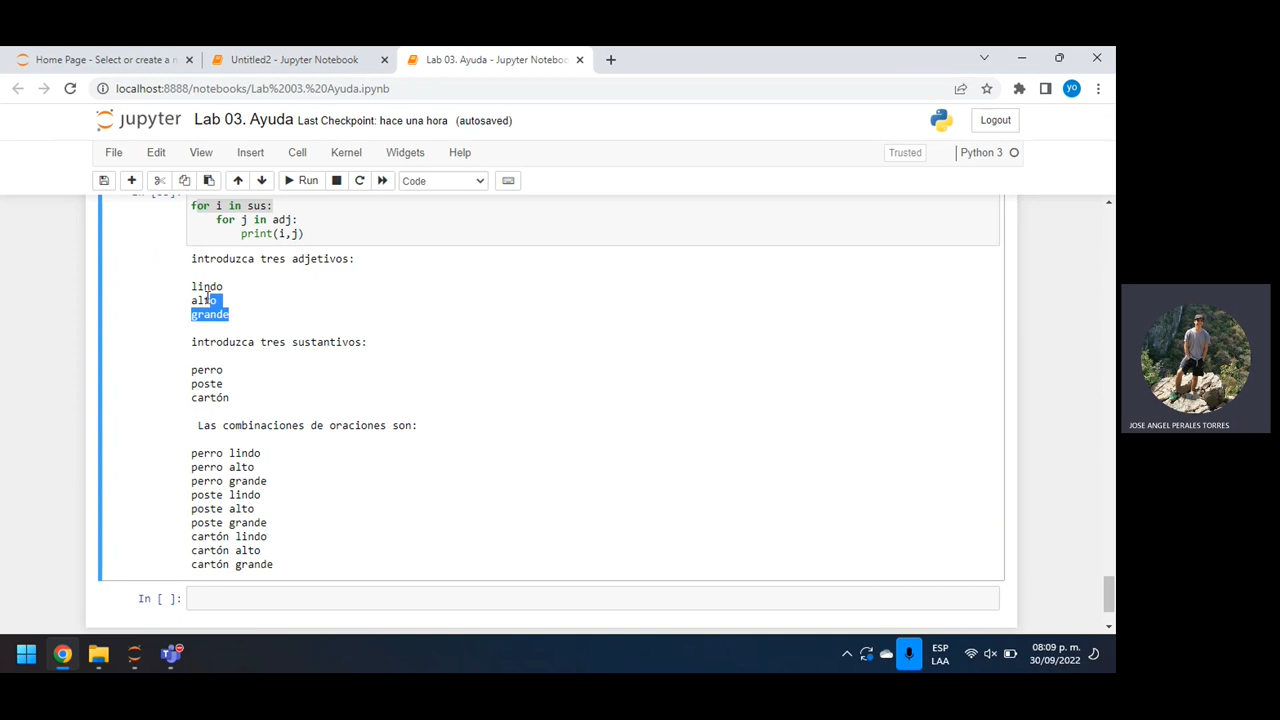 Home Page - Select or create a n
Untitled2 - Jupyter Notebook
Lab 03. Ayuda - Jupyter Noteboo
localhost:8888/notebooks/Lab%2003.%20Ayuda.ipynb
yo
jupyter Lab 03. Ayuda Last Checkpoint: hace una hora (autosaved)
Logout
File Edit View Insert Cell Kernel Widgets Help
Trusted
Python 3
Run
Code
for i in sus:
for j in adj:
print(i,j)
introduzca tres adjetivos:
lindo
alto
grande
introduzca tres sustantivos:
perro
poste
cartón
Las combinaciones de oraciones son:
perro lindo
perro alto
perro grande
poste lindo
poste alto
poste grande
cartón lindo
cartón alto
cartón grande
In [ ]:
JOSE ANGEL PERALES TORRES
ESP
LAA
08:09 p. m.
30/09/2022